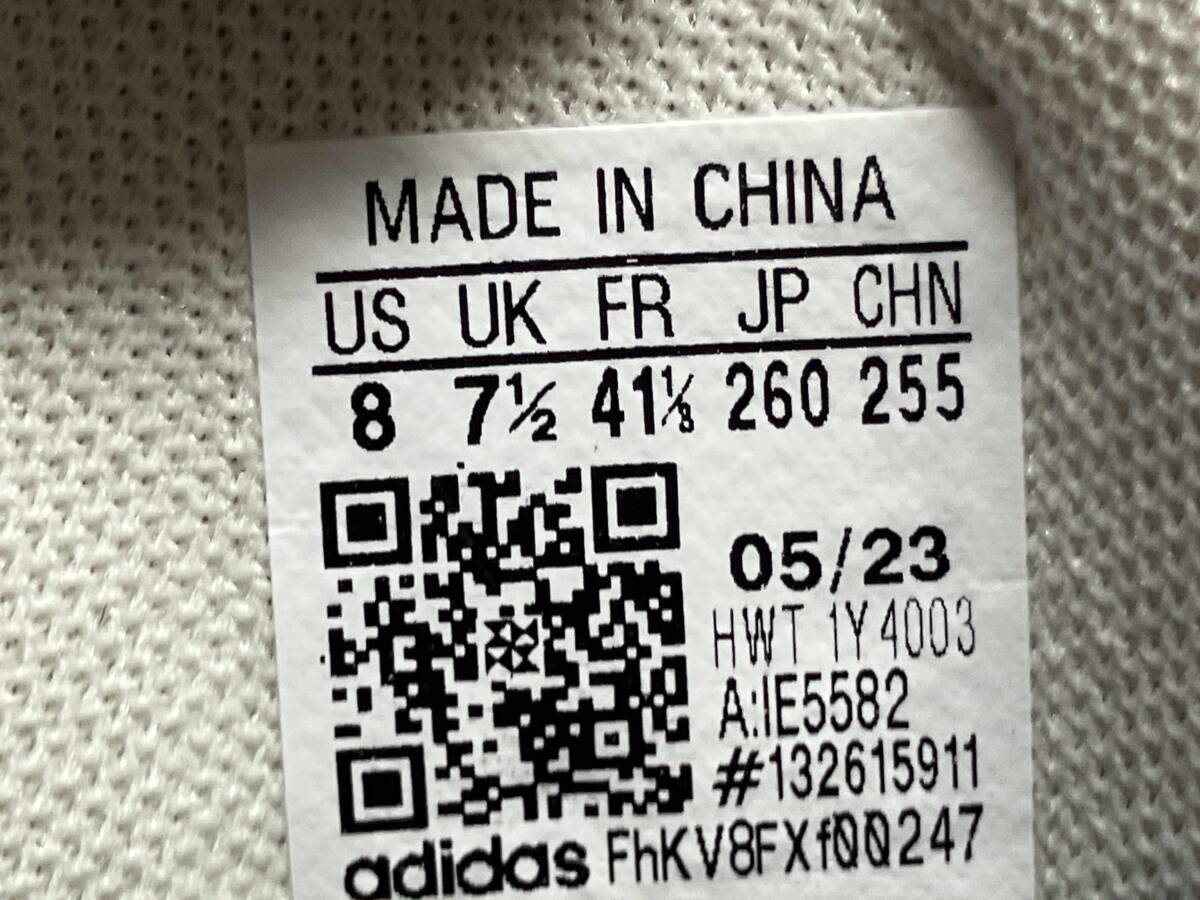 MADE IN CHINA
US UK FR JP CHN
8 7½ 41⅓ 260 255
05/23
HWT 1Y4003
A:IE5582
#132615911
adidas FhKV8FXf00247